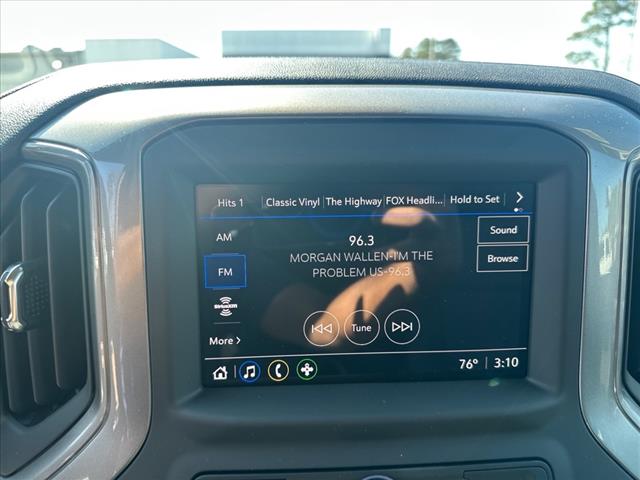 Hits 1 Classic Vinyl The Highway FOX Headli... Hold to Set
AM
96.3
Sound
MORGAN WALLEN-I'M THE
PROBLEM US-96.3
FM
Browse
SiriusXM
Tune
More
76° 3:10